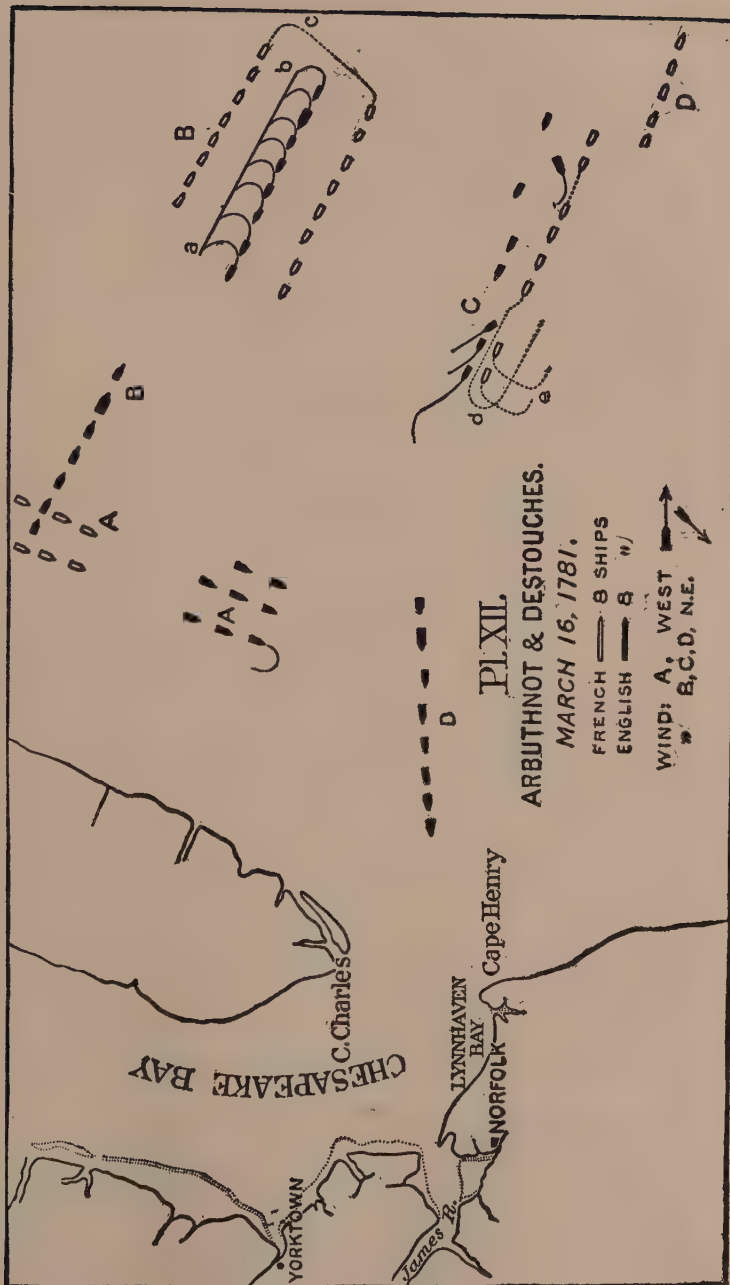 A
B
B
a
b
c
A
CHESAPEAKE BAY
YORKTOWN
C. Charles
James R.
LYNNHAVEN
BAY
NORFOLK
Cape Henry
D
C
d
e
D
PL.XII.
ARBUTHNOT & DESTOUCHES.
MARCH 16, 1781.
FRENCH 8 SHIPS
ENGLISH 8 "
WIND: A, WEST
" B, C, D, N.E.